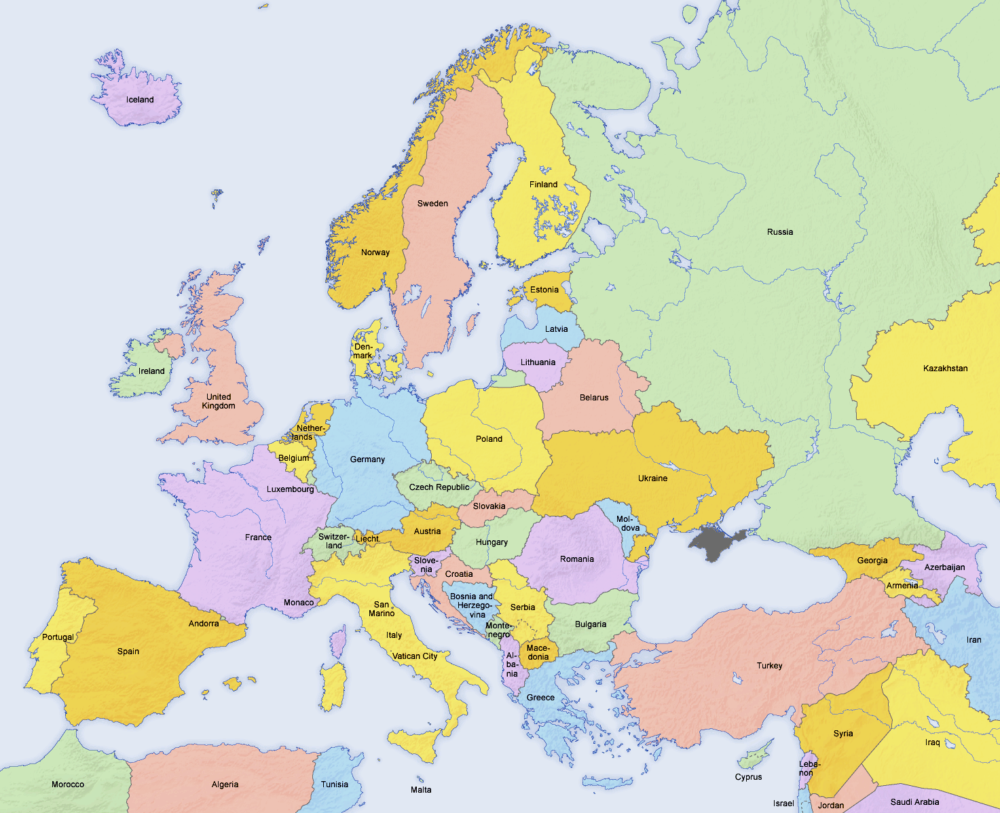 Iceland
Finland
Sweden
Russia
Norway
Estonia
Latvia
Den-
mark
Lithuania
Ireland
Kazakhstan
United
Kingdom
Belarus
Nether-
lands
Poland
Belgium
Germany
Ukraine
Luxembourg
Czech Republic
Slovakia
Mol-
dova
Austria
France
Switzer-
land
Liecht.
Hungary
Romania
Slove-
nia
Georgia
Croatia
Azerbaijan
Armenia
Monaco
San
Marino
Bosnia and
Herzego-
vina
Serbia
Andorra
Bulgaria
Monte-
negro
Portugal
Italy
Iran
Spain
Vatican City
Mace-
donia
Al-
ba-
nia
Turkey
Greece
Syria
Iraq
Leba-
non
Cyprus
Morocco
Algeria
Tunisia
Malta
Israel
Jordan
Saudi Arabia